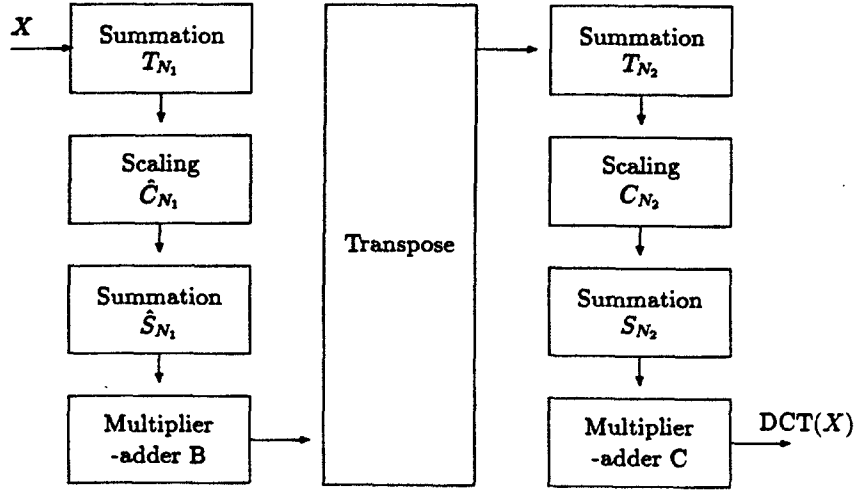 X
Summation
T_{N_1}
Scaling
Ĉ_{N_1}
Summation
Ŝ_{N_1}
Multiplier
-adder B
Transpose
Summation
T_{N_2}
Scaling
C_{N_2}
Summation
S_{N_2}
Multiplier
-adder C
DCT(X)